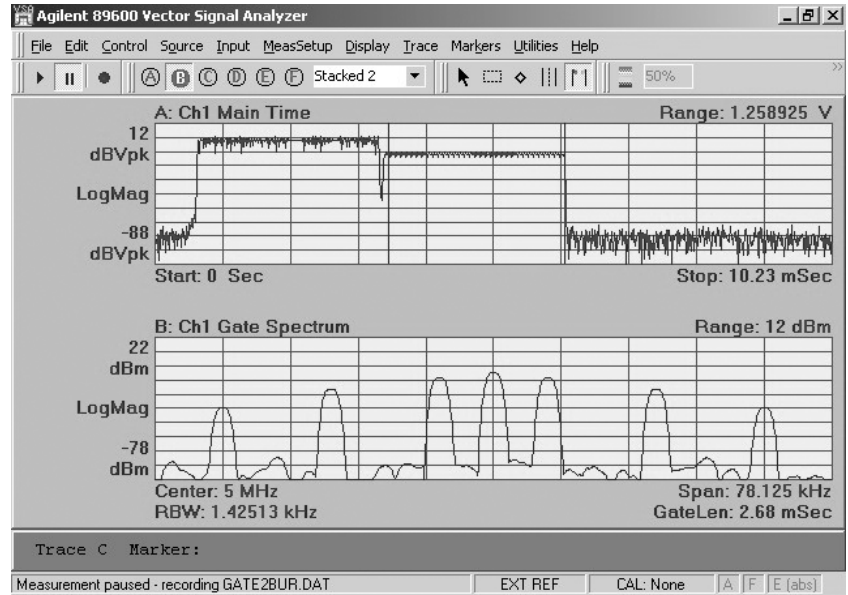 Agilent 89600 Vector Signal Analyzer
File Edit Control Source Input MeasSetup Display Trace Markers Utilities Help
A B C D E F Stacked 2 50%
A: Ch1 Main Time Range: 1.258925 V
12
dBVpk
LogMag
-88
dBVpk
Start: 0 Sec Stop: 10.23 mSec
B: Ch1 Gate Spectrum Range: 12 dBm
22
dBm
LogMag
-78
dBm
Center: 5 MHz Span: 78.125 kHz
RBW: 1.42513 kHz GateLen: 2.68 mSec
Trace C Marker:
Measurement paused - recording GATE2BUR.DAT EXT REF CAL: None A F E (abs)